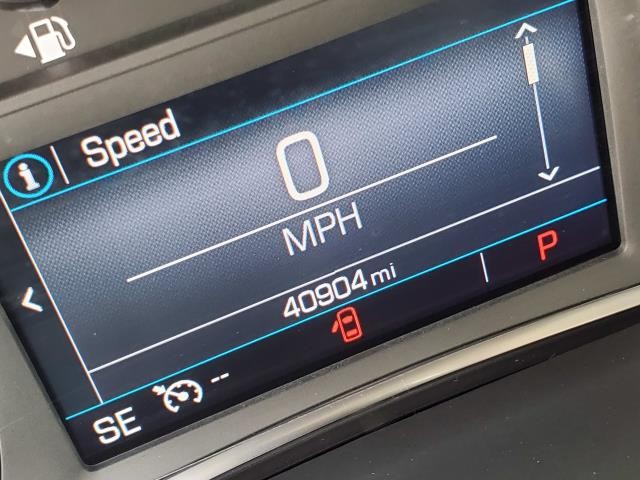 Speed
0
MPH
40904 mi
P
SE --